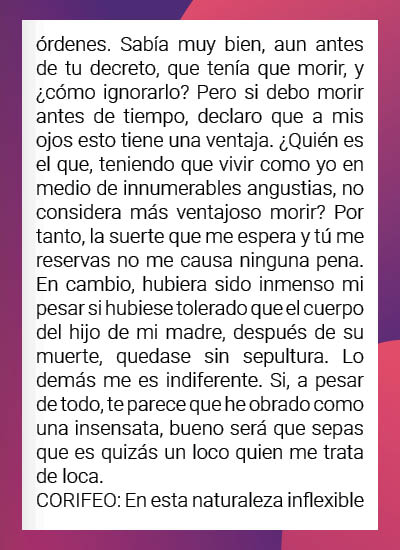 órdenes. Sabía muy bien, aun antes
de tu decreto, que tenía que morir, y
¿cómo ignorarlo? Pero si debo morir
antes de tiempo, declaro que a mis
ojos esto tiene una ventaja. ¿Quién es
el que, teniendo que vivir como yo en
medio de innumerables angustias, no
considera más ventajoso morir? Por
tanto, la suerte que me espera y tú me
reservas no me causa ninguna pena.
En cambio, hubiera sido inmenso mi
pesar si hubiese tolerado que el cuerpo
del hijo de mi madre, después de su
muerte, quedase sin sepultura. Lo
demás me es indiferente. Si, a pesar
de todo, te parece que he obrado como
una insensata, bueno será que sepas
que es quizás un loco quien me trata
de loca.
CORIFEO: En esta naturaleza inflexible